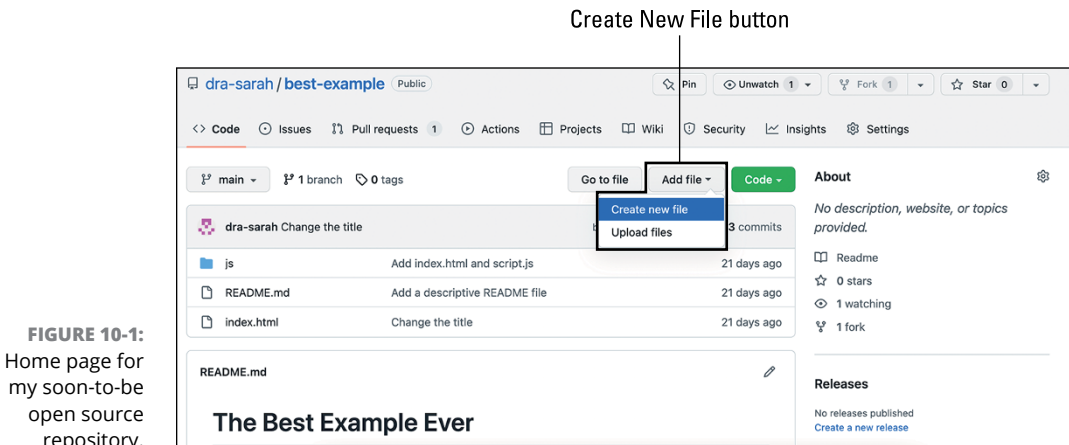 Create New File button
dra-sarah / best-example Public
Pin Unwatch 1 Fork 1 Star 0
Code Issues Pull requests 1 Actions Projects Wiki Security Insights Settings
main 1 branch 0 tags Go to file Add file Code
Create new file
Upload files
dra-sarah Change the title 3 commits
js Add index.html and script.js 21 days ago
README.md Add a descriptive README file 21 days ago
index.html Change the title 21 days ago
README.md
The Best Example Ever
About
No description, website, or topics
provided.
Readme
0 stars
1 watching
1 fork
Releases
No releases published
Create a new release
FIGURE 10-1:
Home page for
my soon-to-be
open source
repository.